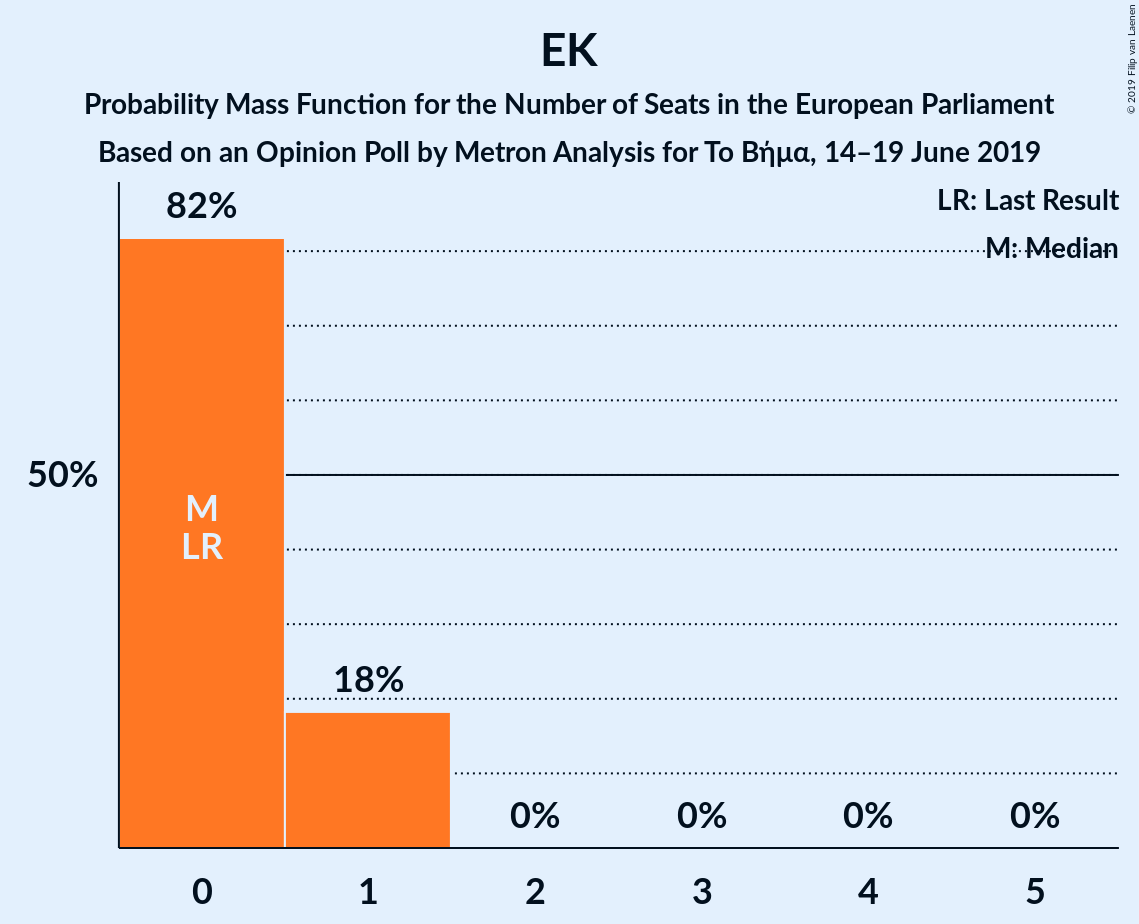 EK
Probability Mass Function for the Number of Seats in the European Parliament
Based on an Opinion Poll by Metron Analysis for Το Βήμα, 14–19 June 2019
© 2019 Filip van Laenen
LR: Last Result
M: Median
82%
50%
M
LR
18%
0% 0% 0% 0%
0 1 2 3 4 5